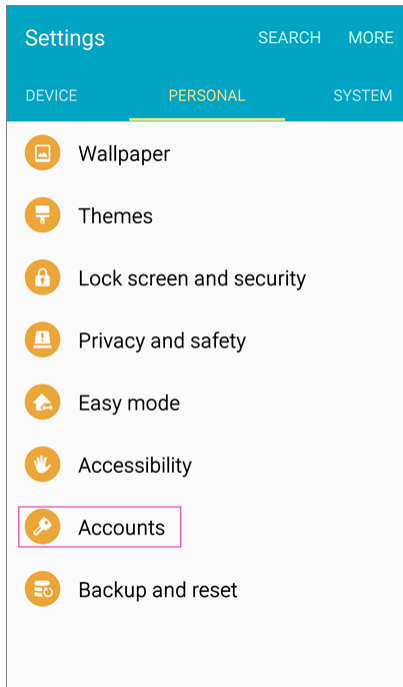 Settings SEARCH MORE
DEVICE PERSONAL SYSTEM
Wallpaper
Themes
Lock screen and security
Privacy and safety
Easy mode
Accessibility
Accounts
Backup and reset